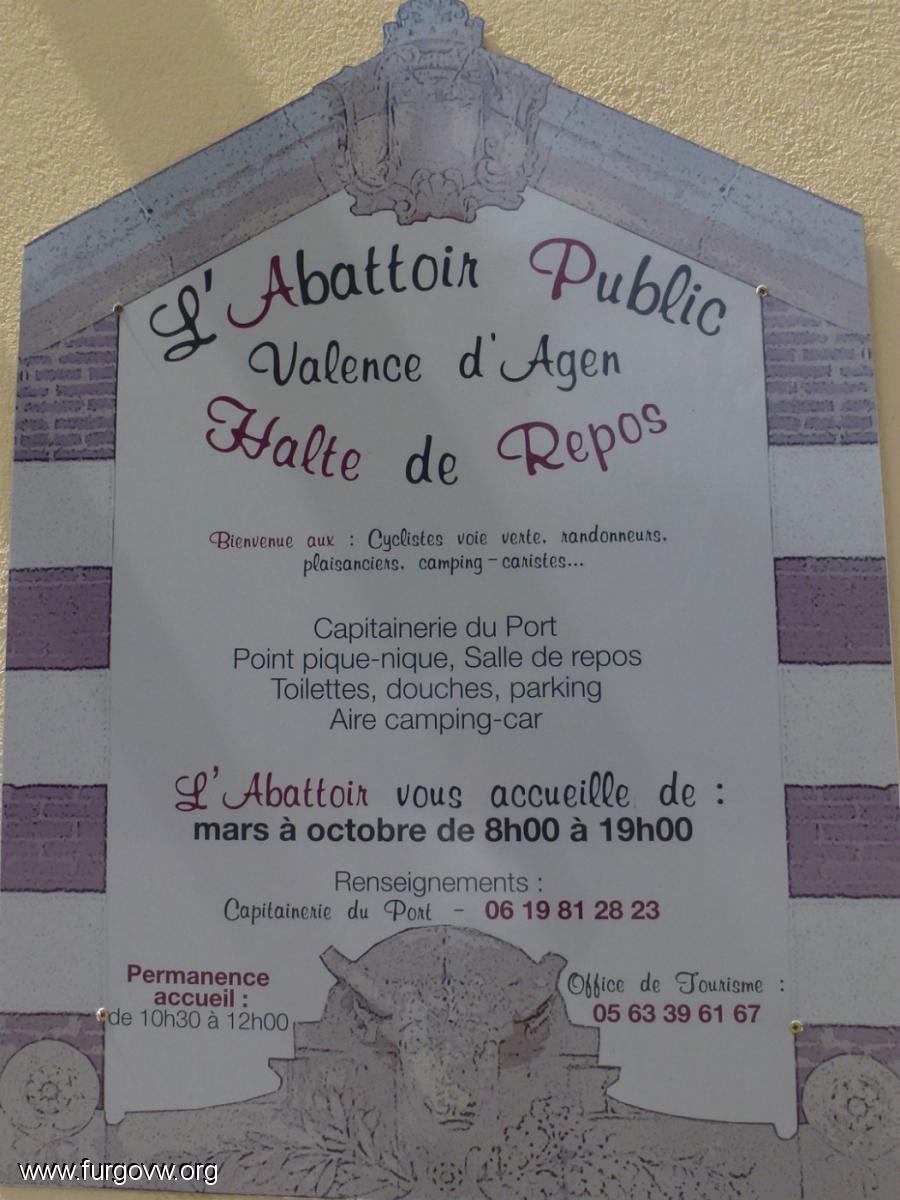 L'Abattoir Public
Valence d'Agen
Halte de Repos
Bienvenue aux : Cyclistes voie verte, randonneurs,
plaisanciers, camping-caristes...
Capitainerie du Port
Point pique-nique, Salle de repos
Toilettes, douches, parking
Aire camping-car
L'Abattoir vous accueille de :
mars à octobre de 8h00 à 19h00
Renseignements :
Capitainerie du Port - 06 19 81 28 23
Permanence
accueil :
de 10h30 à 12h00
Office de Tourisme :
05 63 39 61 67
www.furgovw.org